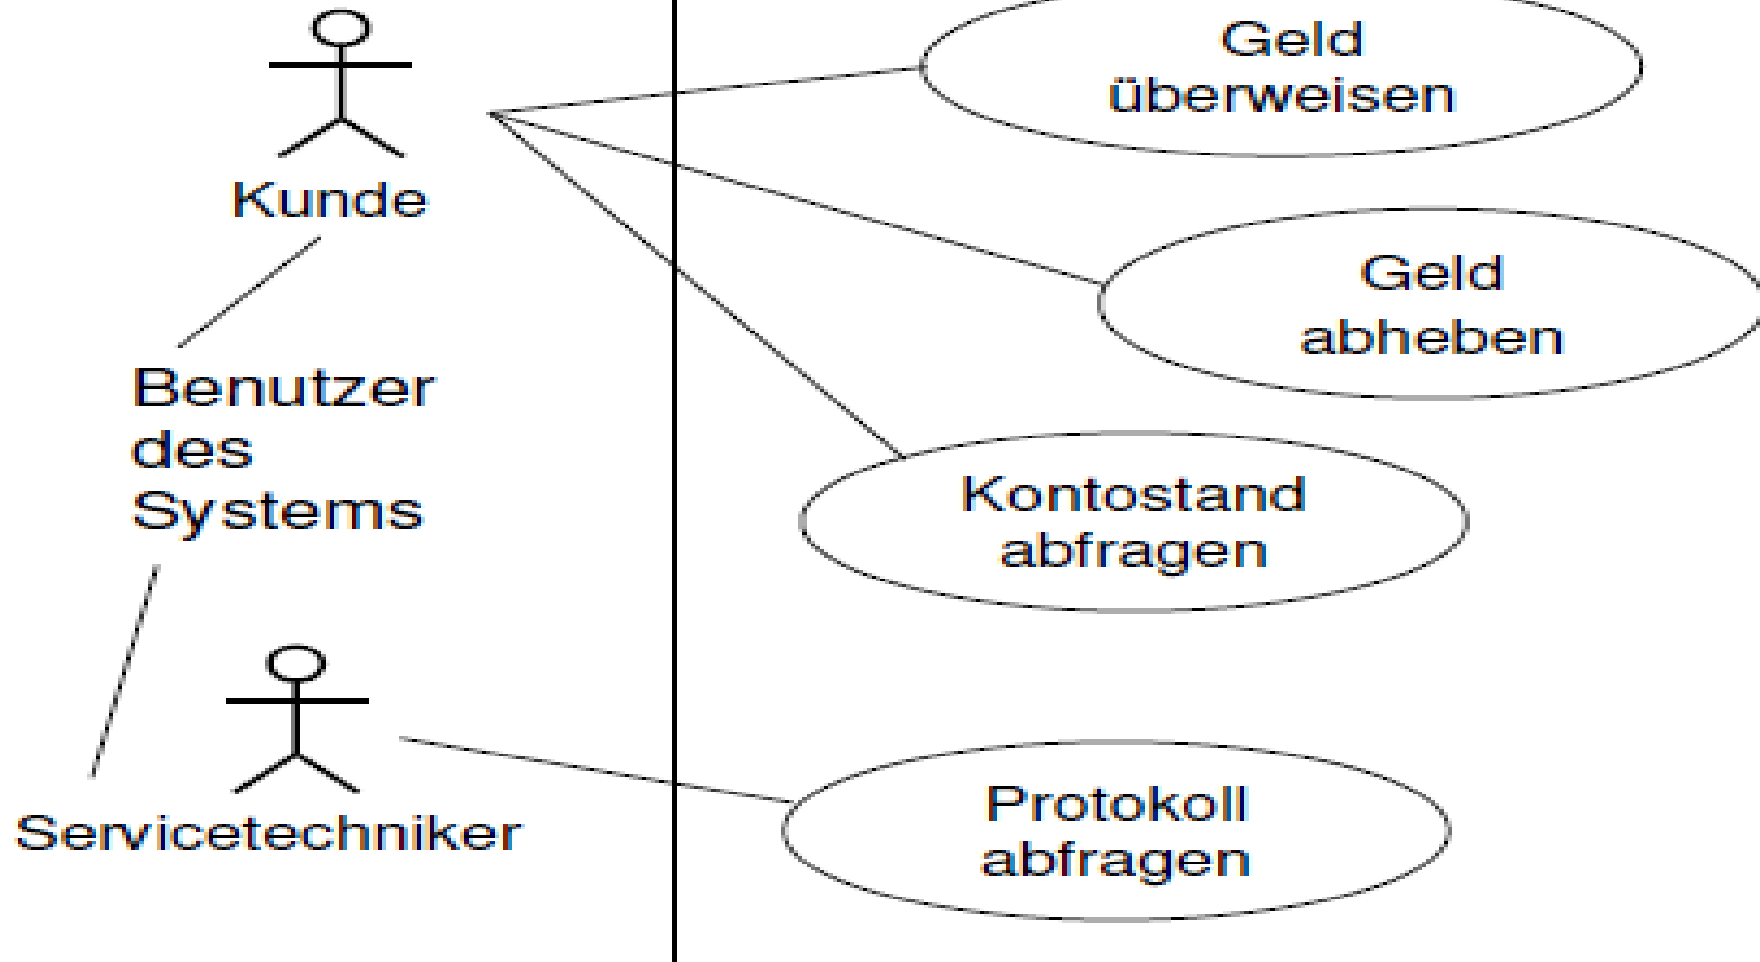 Geld
überweisen
Kunde
Geld
abheben
Benutzer
des
Systems
Kontostand
abfragen
Servicetechniker
Protokoll
abfragen